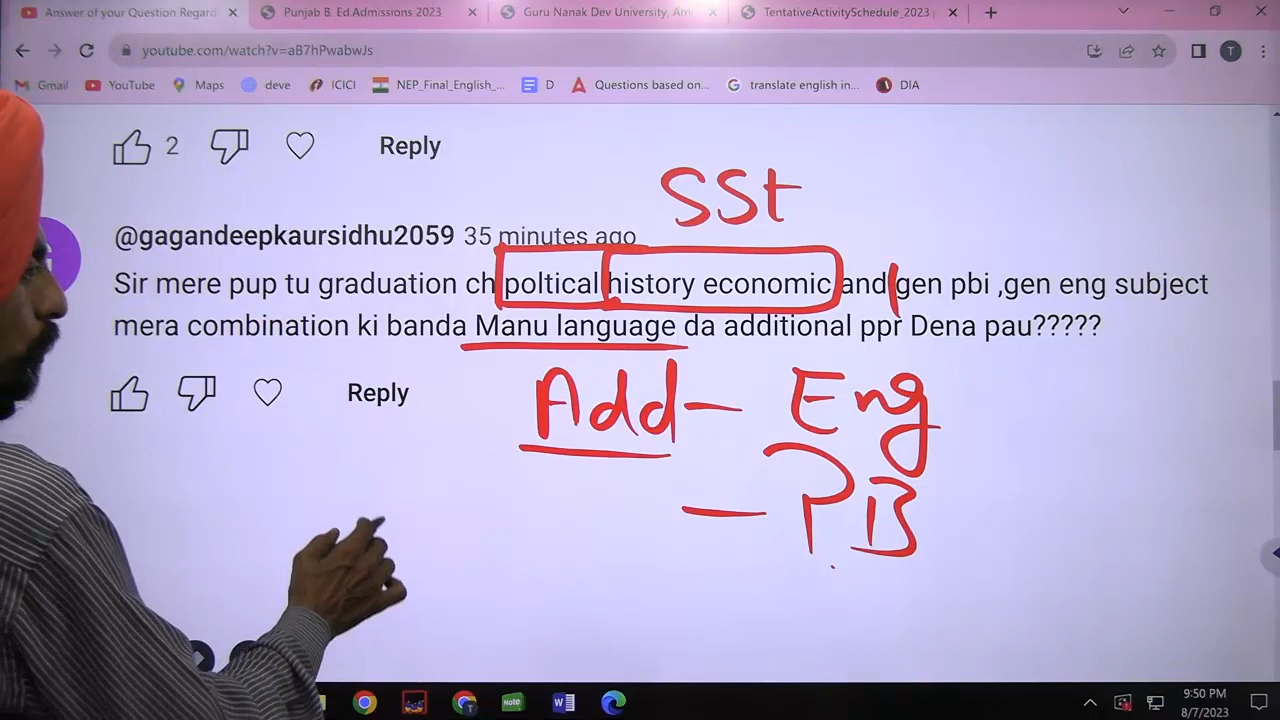 Answer of your Question Regard
Punjab B. Ed.Admissions 2023
Guru Nanak Dev University, Am
TentativeActivitySchedule_2023
youtube.com/watch?v=aB7hPwabwJs
T
Gmail
YouTube
Maps
deve
ICICI
NEP_Final_English_...
D
Questions based on...
translate english in...
DIA
2
Reply
SSt
@gagandeepkaursidhu2059 35 minutes ago
Sir mere pup tu graduation ch poltical history economic and gen pbi ,gen eng subject
mera combination ki banda Manu language da additional ppr Dena pau?????
Reply
Add - Eng
- PB
Note
9:50 PM
8/7/2023